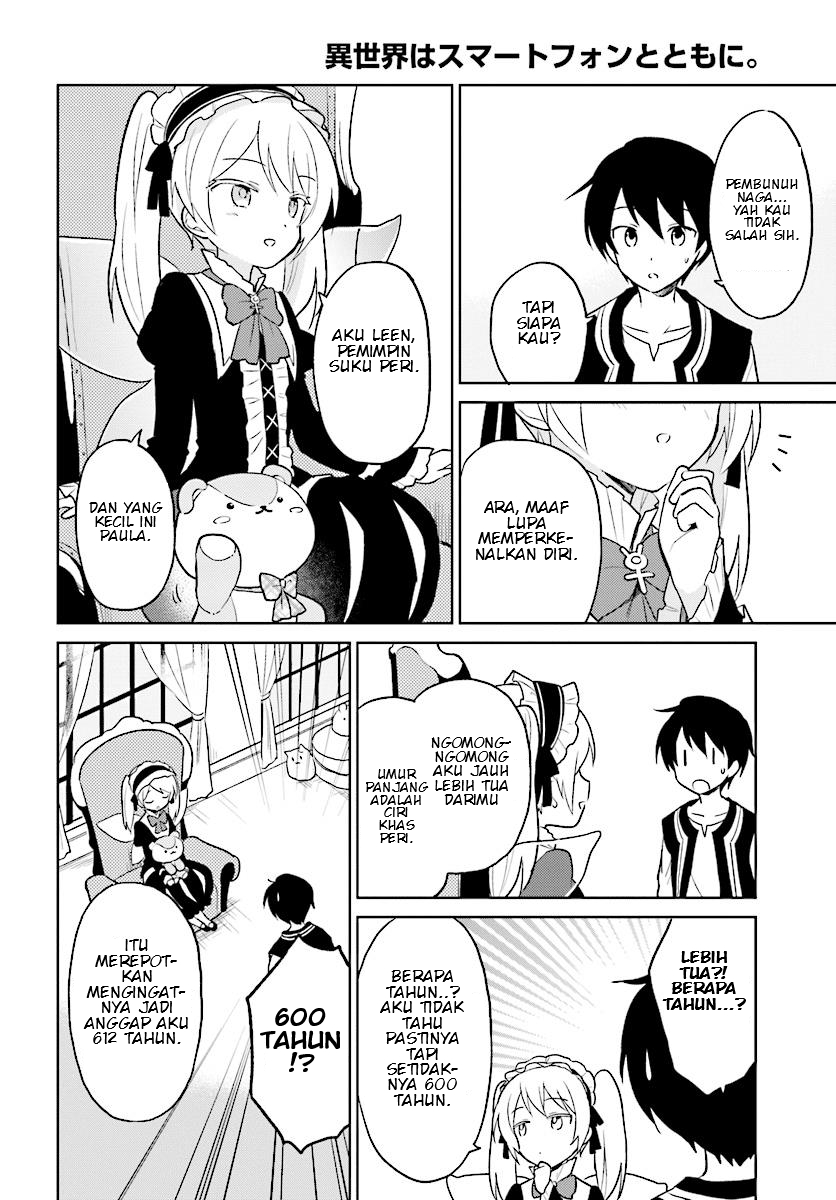 異世界はスマートフォンとともに。
PEMBUNUH
NAGA...
YAH KAU
TIDAK
SALAH SIH.
TAPI
SIAPA
KAU?
ARA, MAAF
LUPA
MEMPERKE-
NALKAN DIRI.
AKU LEEN,
PEMIMPIN
SUKU PERI.
DAN YANG
KECIL INI
PAULA.
NGOMONG-
NGOMONG
AKU JAUH
LEBIH TUA
DARIMU
UMUR
PANJANG
ADALAH
CIRI
KHAS
PERI.
LEBIH
TUA?!
BERAPA
TAHUN...?
BERAPA
TAHUN..?
AKU TIDAK
TAHU
PASTINYA
TAPI
SETIDAK-
NYA 600
TAHUN.
600
TAHUN
!?
ITU
MEREPOT-
KAN
MENGINGAT-
NYA JADI
ANGGAP AKU
612 TAHUN.